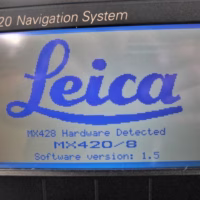 20 Navigation System
Leica
MX428 Hardware Detected
MX420/8
Software version: 1.5